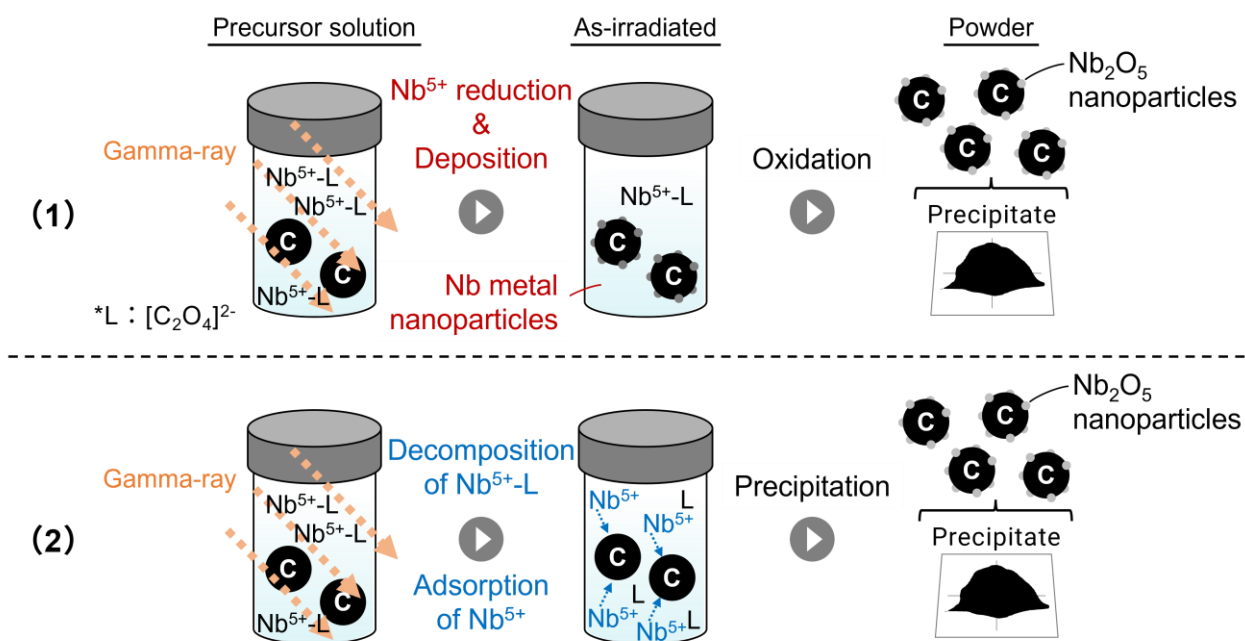 Precursor solution
As-irradiated
Powder
(1)
Gamma-ray
Nb⁵⁺-L
Nb⁵⁺-L
C
C
Nb⁵⁺-L
*L：[C₂O₄]²⁻
Nb⁵⁺ reduction
&
Deposition
Nb metal
nanoparticles
Nb⁵⁺-L
C
C
Oxidation
C
C
C
C
Nb₂O₅
nanoparticles
Precipitate
(2)
Gamma-ray
Nb⁵⁺-L
Nb⁵⁺-L
C
C
Nb⁵⁺-L
Decomposition
of Nb⁵⁺-L
Adsorption
of Nb⁵⁺
L
Nb⁵⁺
Nb⁵⁺
C
C
L
Nb⁵⁺
Nb⁵⁺ L
Precipitation
C
C
C
C
Nb₂O₅
nanoparticles
Precipitate